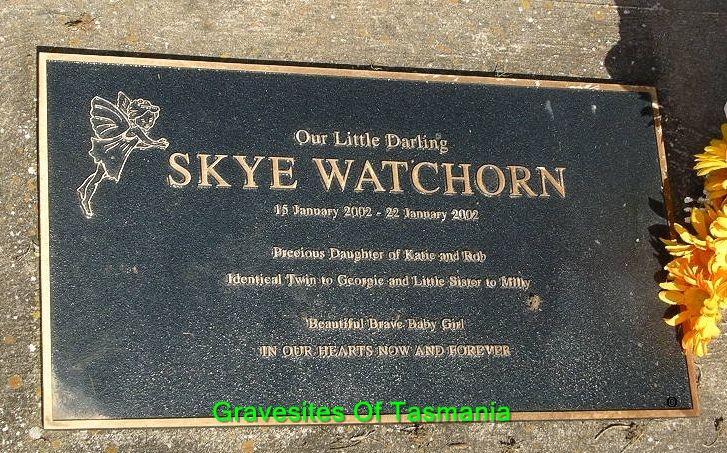 Our Little Darling
SKYE WATCHORN
15 January 2002 - 22 January 2002
Precious Daughter of Katie and Rob
Identical Twin to Georgie and Little Sister to Milly
Beautiful Brave Baby Girl
IN OUR HEARTS NOW AND FOREVER
Gravesites Of Tasmania